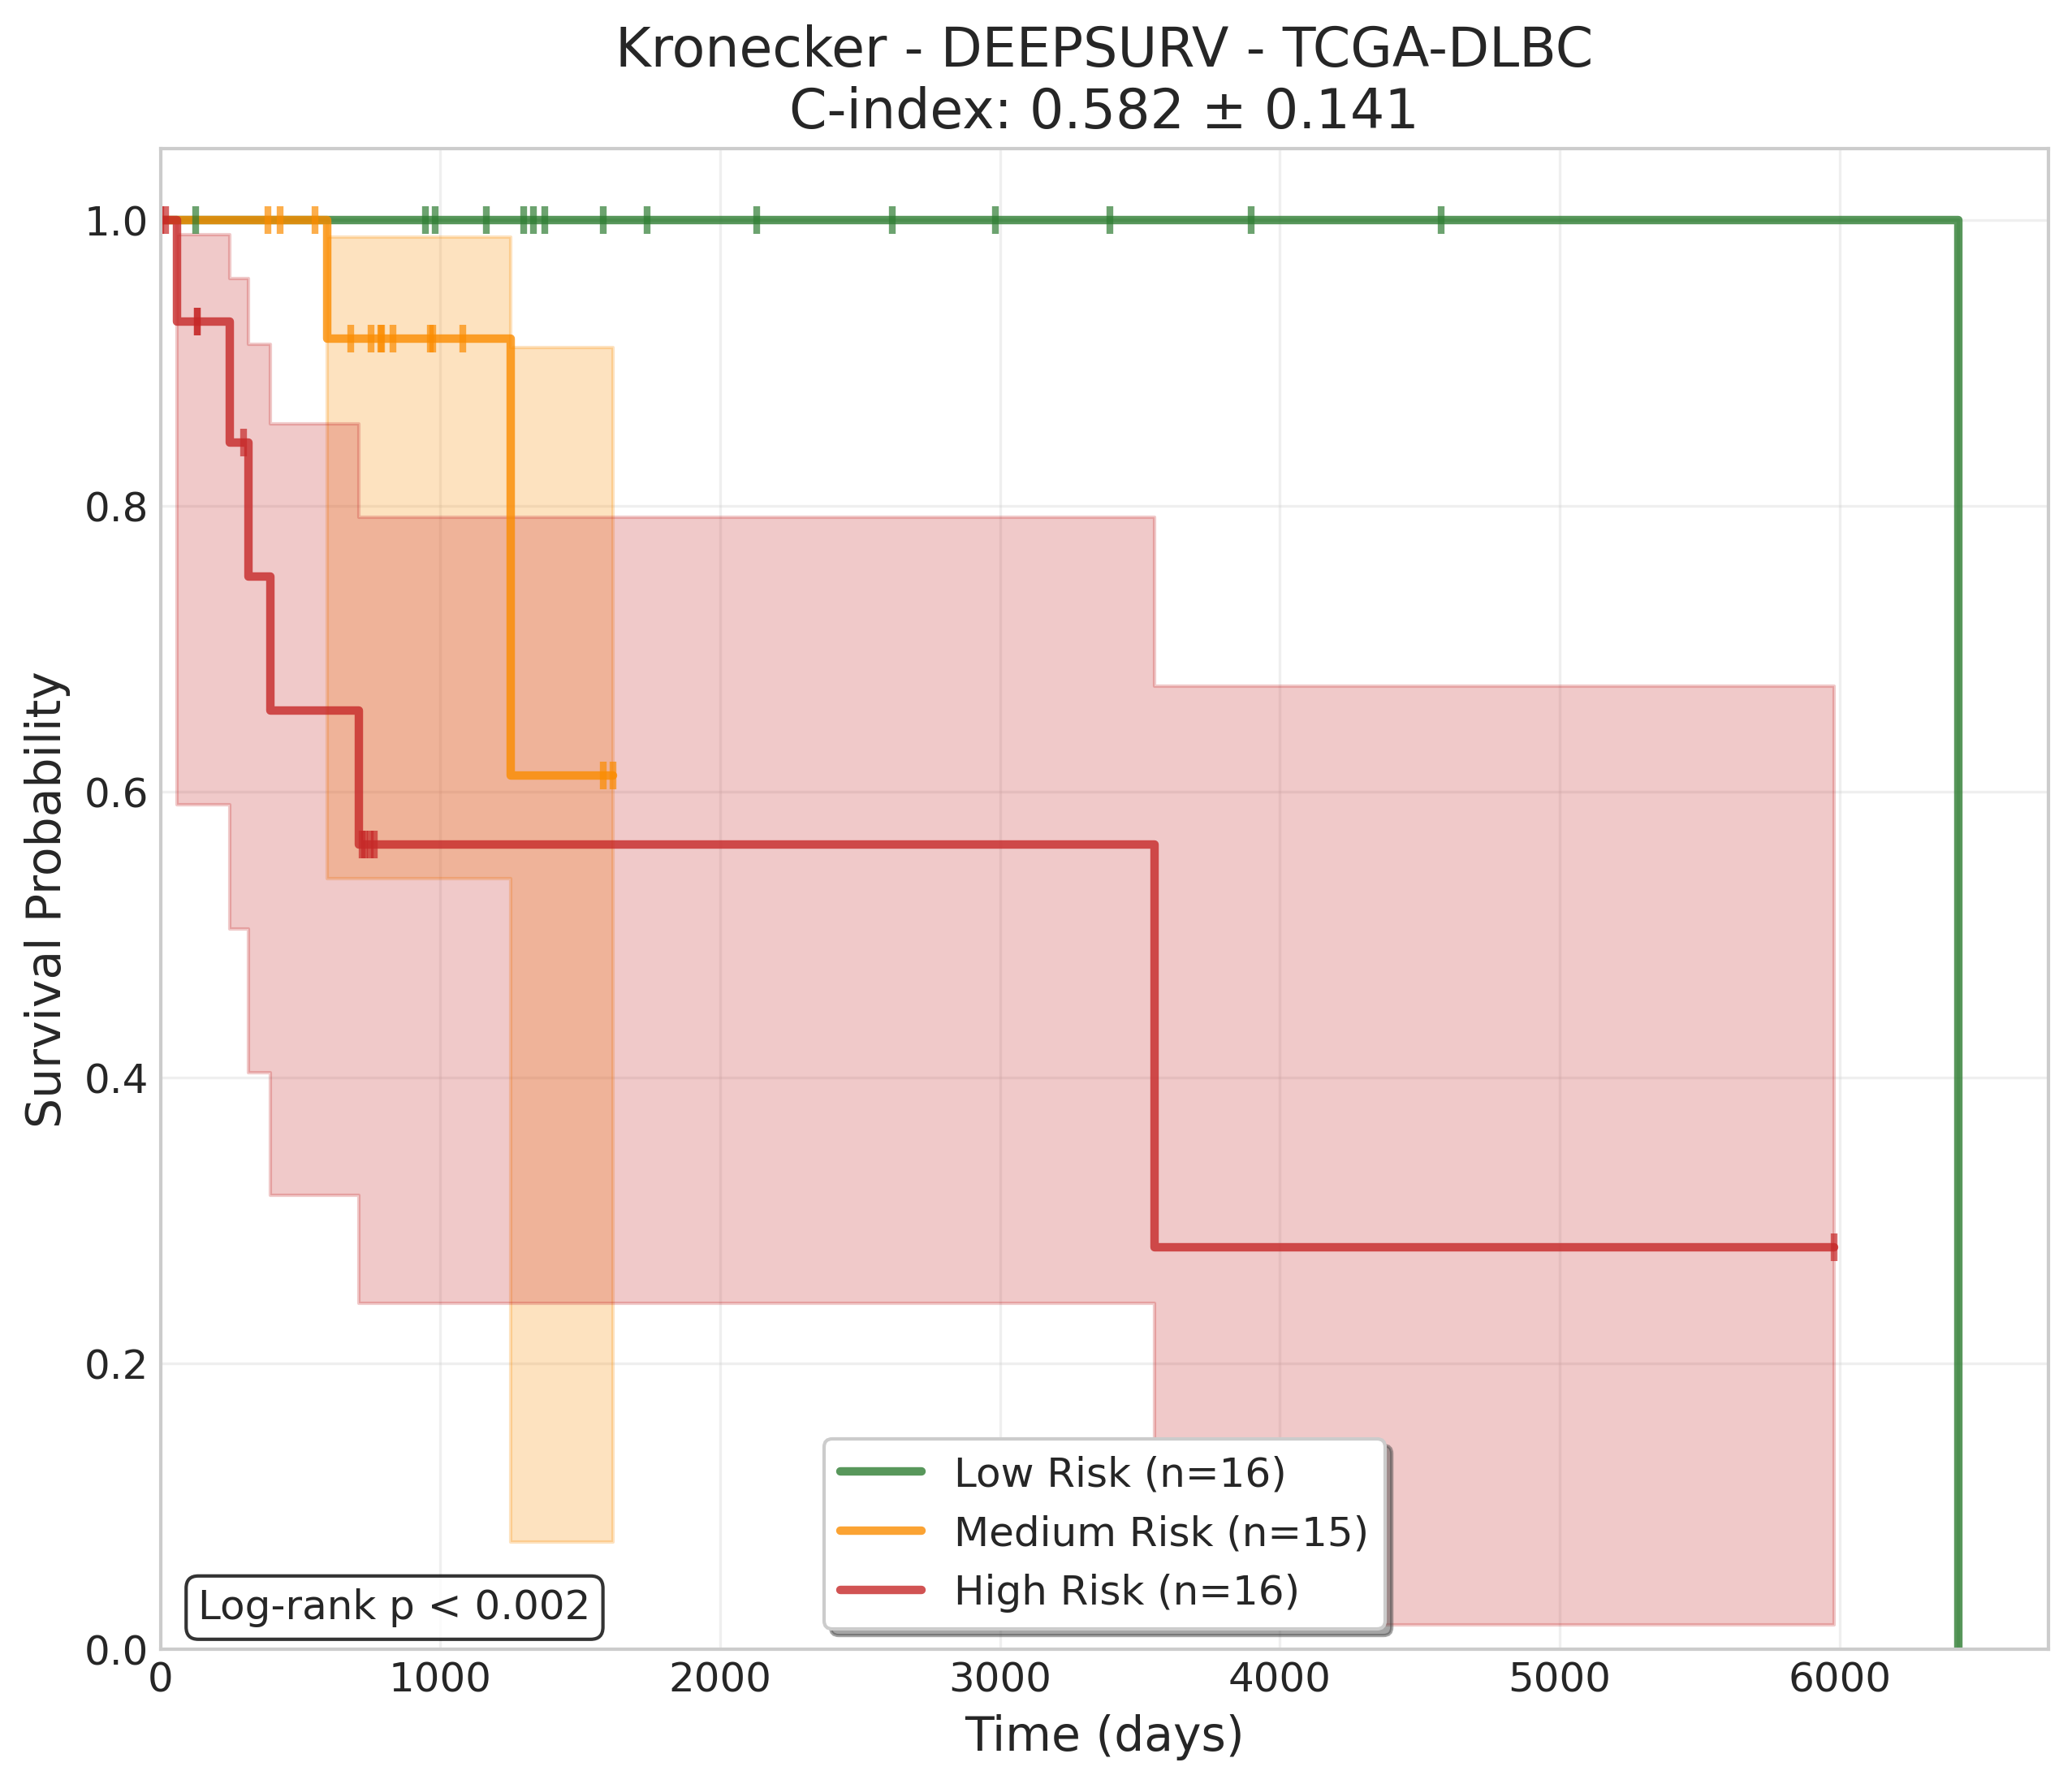 Kronecker - DEEPSURV - TCGA-DLBC
C-index: 0.582 ± 0.141
Survival Probability
1.0
0.8
0.6
0.4
0.2
0.0
Low Risk (n=16)
Medium Risk (n=15)
High Risk (n=16)
Log-rank p < 0.002
0 1000 2000 3000 4000 5000 6000
Time (days)